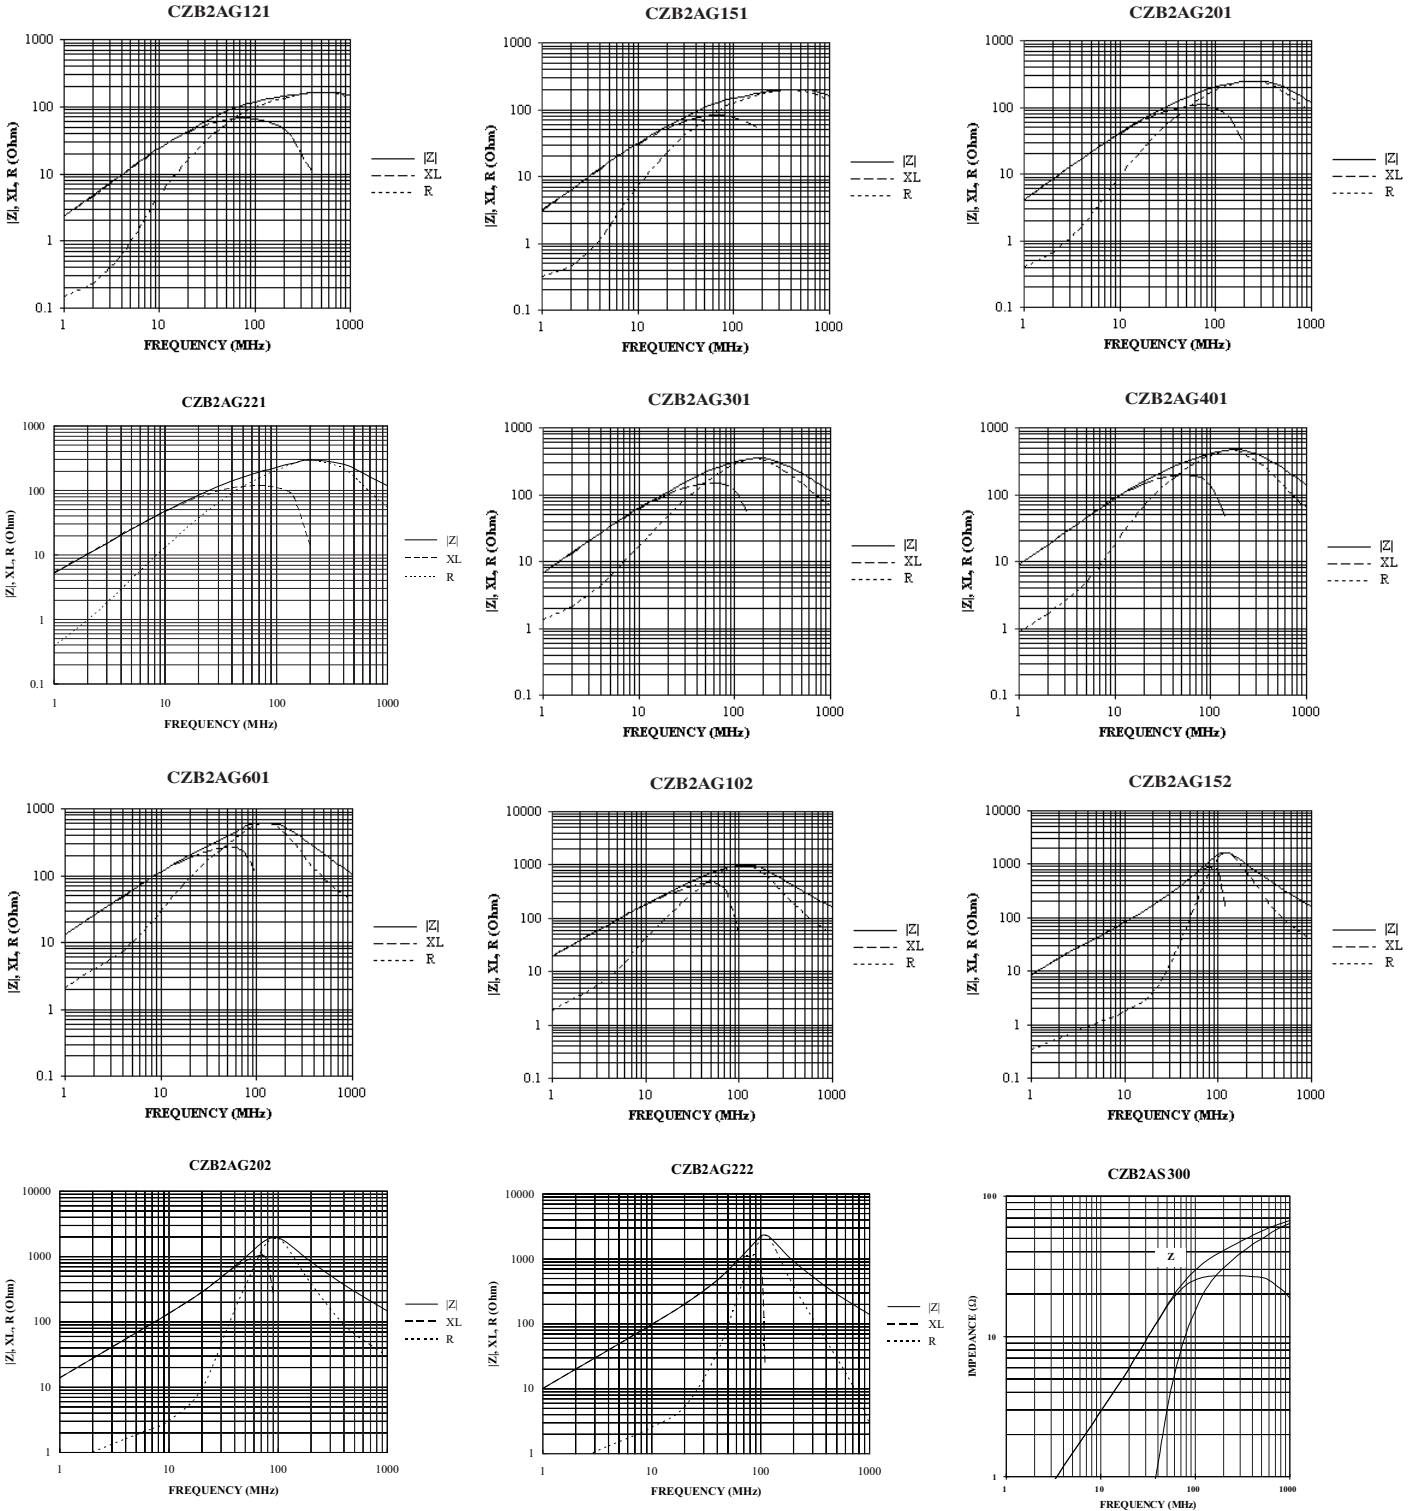 CZB2AG121
|Z|, XL, R (Ohm)
1000
100
10
1
0.1
1 10 100 1000
FREQUENCY (MHz)
|Z|
XL
R
CZB2AG151
|Z|, XL, R (Ohm)
1000
100
10
1
0.1
1 10 100 1000
FREQUENCY (MHz)
|Z|
XL
R
CZB2AG201
|Z|, XL, R (Ohm)
1000
100
10
1
0.1
1 10 100 1000
FREQUENCY (MHz)
|Z|
XL
R
CZB2AG221
|Z|, XL, R (Ohm)
1000
100
10
1
0.1
1 10 100 1000
FREQUENCY (MHz)
|Z|
XL
R
CZB2AG301
|Z|, XL, R (Ohm)
1000
100
10
1
0.1
1 10 100 1000
FREQUENCY (MHz)
|Z|
XL
R
CZB2AG401
|Z|, XL, R (Ohm)
1000
100
10
1
0.1
1 10 100 1000
FREQUENCY (MHz)
|Z|
XL
R
CZB2AG601
|Z|, XL, R (Ohm)
1000
100
10
1
0.1
1 10 100 1000
FREQUENCY (MHz)
|Z|
XL
R
CZB2AG102
|Z|, XL, R (Ohm)
10000
1000
100
10
1
0.1
1 10 100 1000
FREQUENCY (MHz)
|Z|
XL
R
CZB2AG152
|Z|, XL, R (Ohm)
10000
1000
100
10
1
0.1
1 10 100 1000
FREQUENCY (MHz)
|Z|
XL
R
CZB2AG202
|Z|, XL, R (Ohm)
10000
1000
100
10
1
1 10 100 1000
FREQUENCY (MHz)
|Z|
XL
R
CZB2AG222
|Z|, XL, R (Ohm)
10000
1000
100
10
1
1 10 100 1000
FREQUENCY (MHz)
|Z|
XL
R
CZB2AS300
IMPEDANCE (Ω)
100
10
1
Z
1 10 100 1000
FREQUENCY (MHz)